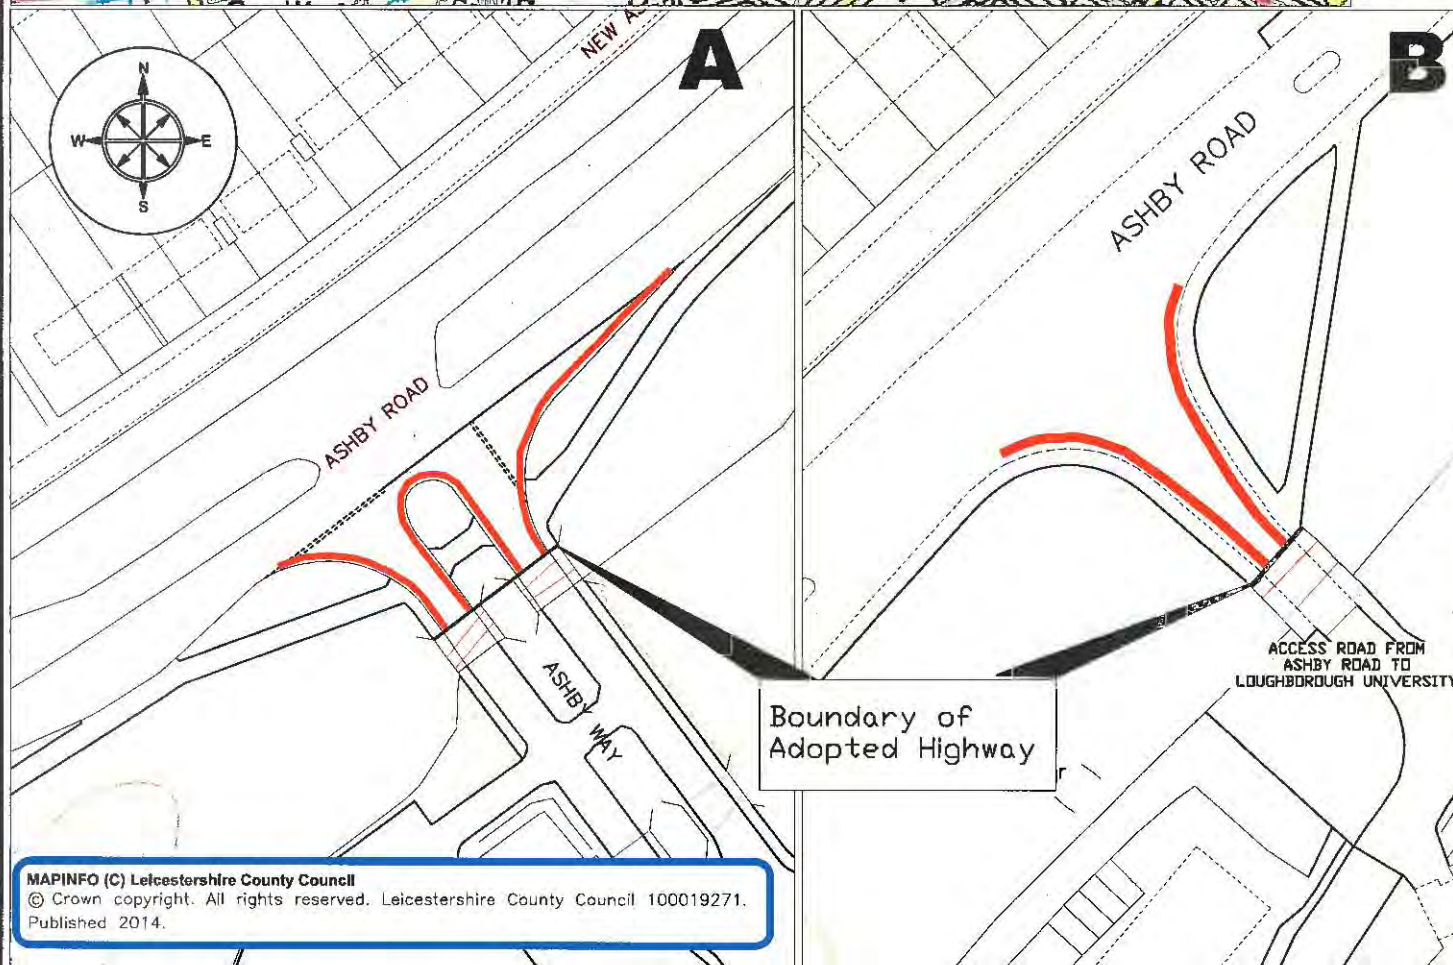 A
B
N
W
E
S
NEW AS
ASHBY ROAD
ASHBY ROAD
ASHBY WAY
ACCESS ROAD FROM
ASHBY ROAD TO
LOUGHBOROUGH UNIVERSITY
Boundary of
Adopted Highway
r
MAPINFO (C) Leicestershire County Council
© Crown copyright. All rights reserved. Leicestershire County Council 100019271.
Published 2014.